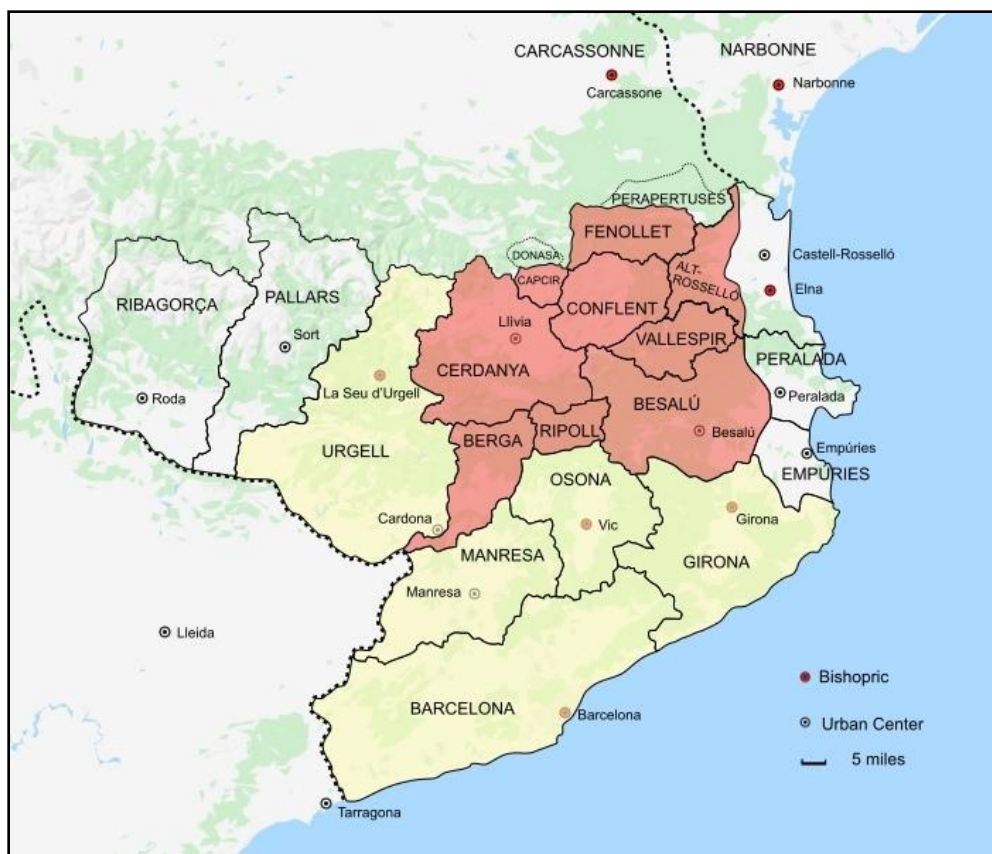 CARCASSONNE
NARBONNE
Carcassone
Narbonne
PERAPERTUSES
FENOLLET
DONASA
CAPCIR
ALT-
ROSSELLÓ
Castell-Rosselló
Elna
RIBAGORÇA
PALLARS
CONFLENT
Sort
Llivia
VALLESPIR
PERALADA
CERDANYA
La Seu d'Urgell
Roda
BESALÚ
Peralada
Besalú
URGELL
BERGA
RIPOLL
Empúries
EMPÚRIES
OSONA
Cardona
Vic
Girona
MANRESA
GIRONA
Manresa
Lleida
BARCELONA
Barcelona
Tarragona
Bishopric
Urban Center
5 miles